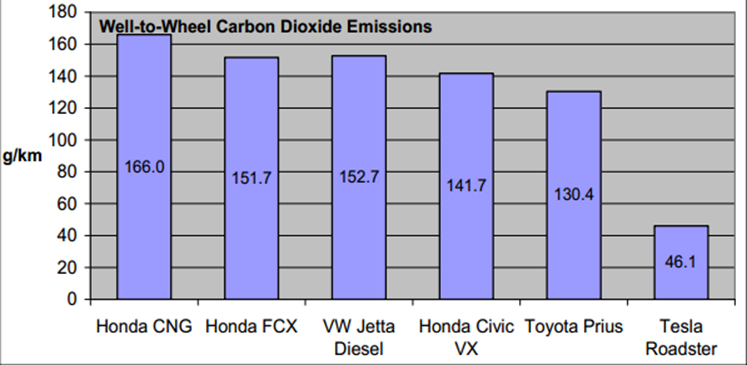 Well-to-Wheel Carbon Dioxide Emissions
180
160
140
120
100
80
60
40
20
0
g/km
166.0
151.7
152.7
141.7
130.4
46.1
Honda CNG
Honda FCX
VW Jetta
Diesel
Honda Civic
VX
Toyota Prius
Tesla
Roadster